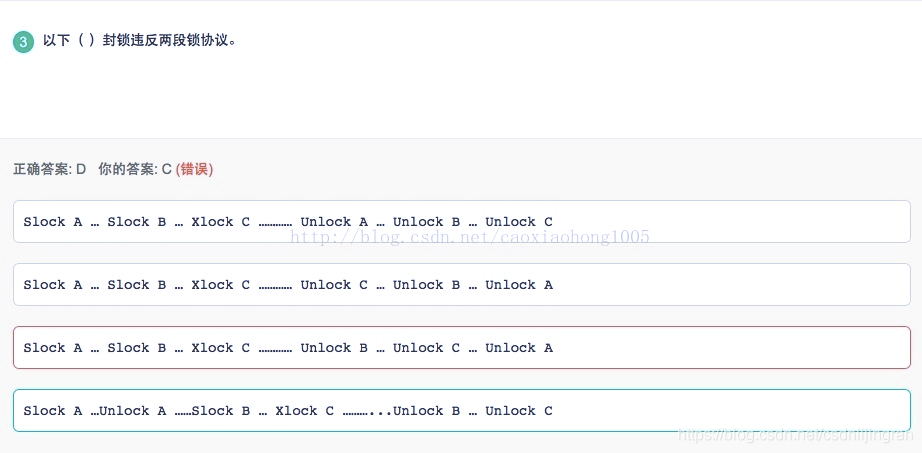 3 以下（ ）封锁违反两段锁协议。
正确答案: D 你的答案: C (错误)
Slock A … Slock B … Xlock C ………… Unlock A … Unlock B … Unlock C
http://blog.csdn.net/caoxiaohong1005
Slock A … Slock B … Xlock C ………… Unlock C … Unlock B … Unlock A
Slock A … Slock B … Xlock C ………… Unlock B … Unlock C … Unlock A
Slock A …Unlock A ……Slock B … Xlock C ………...Unlock B … Unlock C
https://blog.csdn.net/csdnlijingran